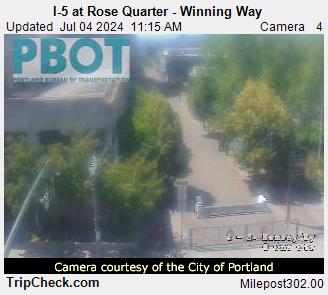 I-5 at Rose Quarter - Winning Way
Updated Jul 04 2024 11:15 AM Camera 4
PBOT
PORTLAND BUREAU OF TRANSPORTATION
Camera courtesy of the City of Portland
TripCheck.com Milepost302.00